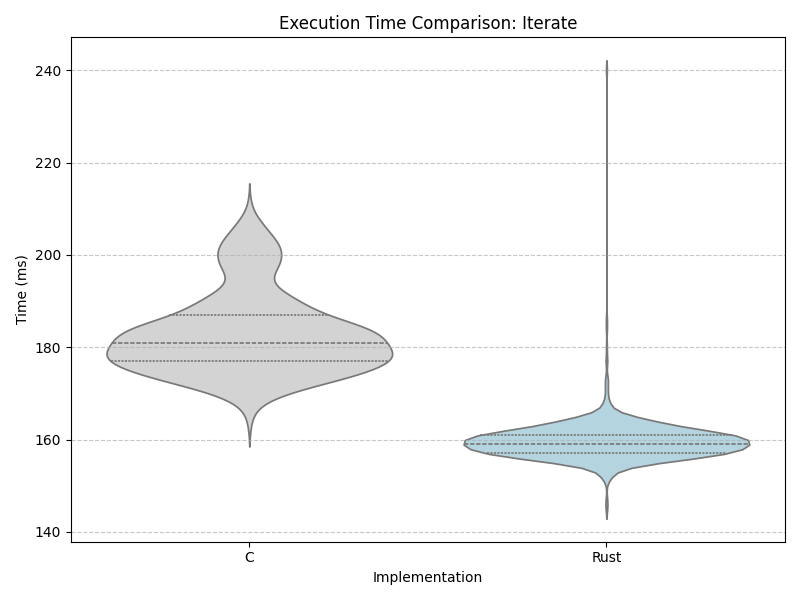 Execution Time Comparison: Iterate
240
220
200
180
160
140
Time (ms)
C
Rust
Implementation